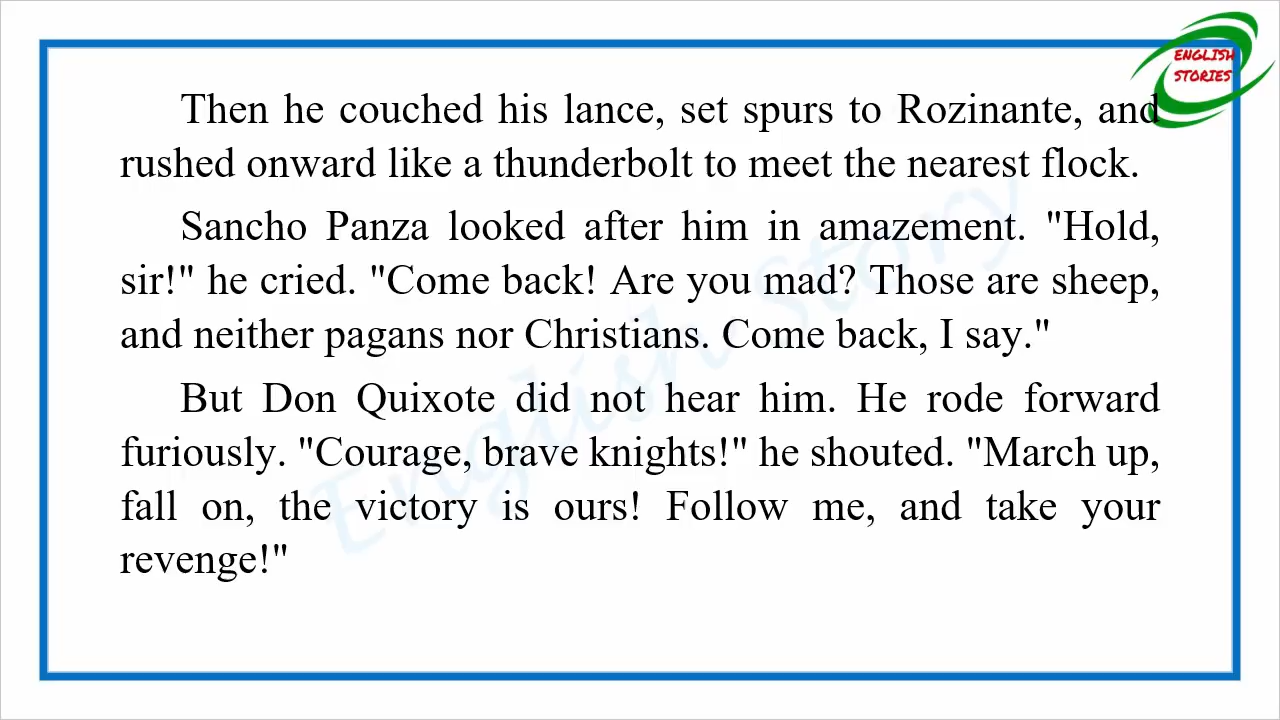 ENGLISH
STORIES
Then he couched his lance, set spurs to Rozinante, and
rushed onward like a thunderbolt to meet the nearest flock.
Sancho Panza looked after him in amazement. "Hold,
sir!" he cried. "Come back! Are you mad? Those are sheep,
and neither pagans nor Christians. Come back, I say."
But Don Quixote did not hear him. He rode forward
furiously. "Courage, brave knights!" he shouted. "March up,
fall on, the victory is ours! Follow me, and take your
revenge!"
English Story